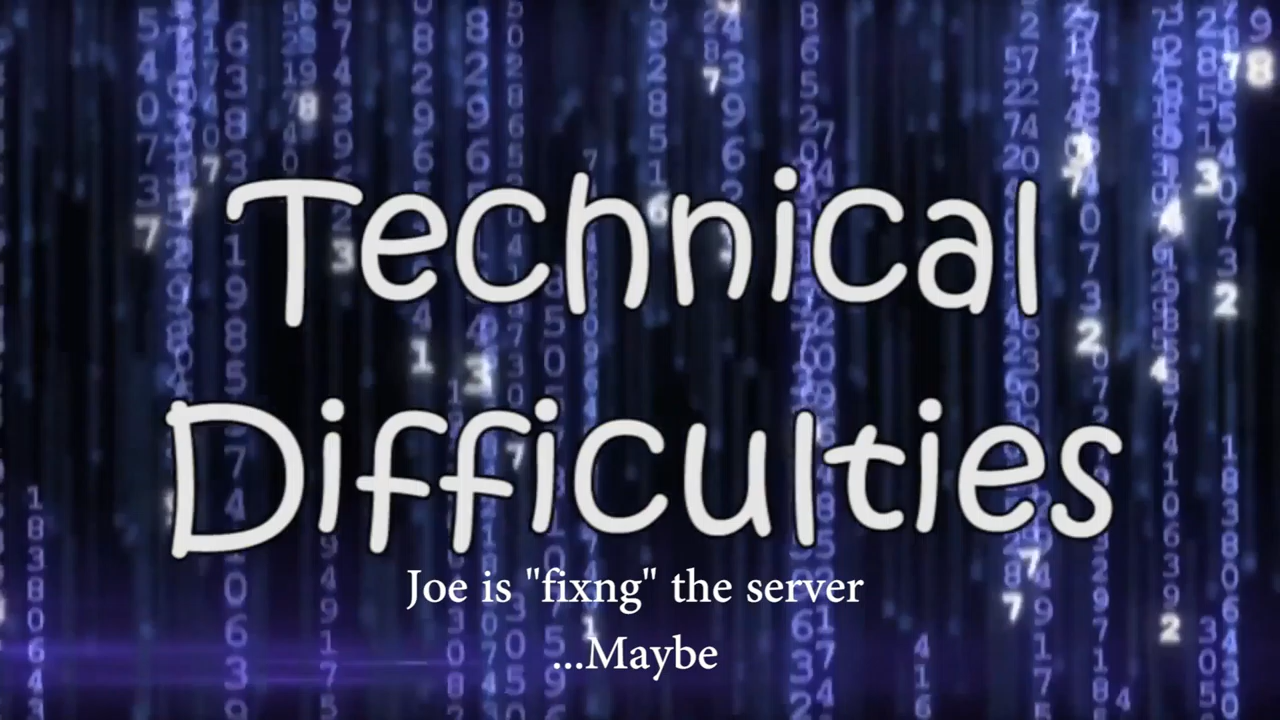 Technical
Difficulties
Joe is "fixng" the server
...Maybe